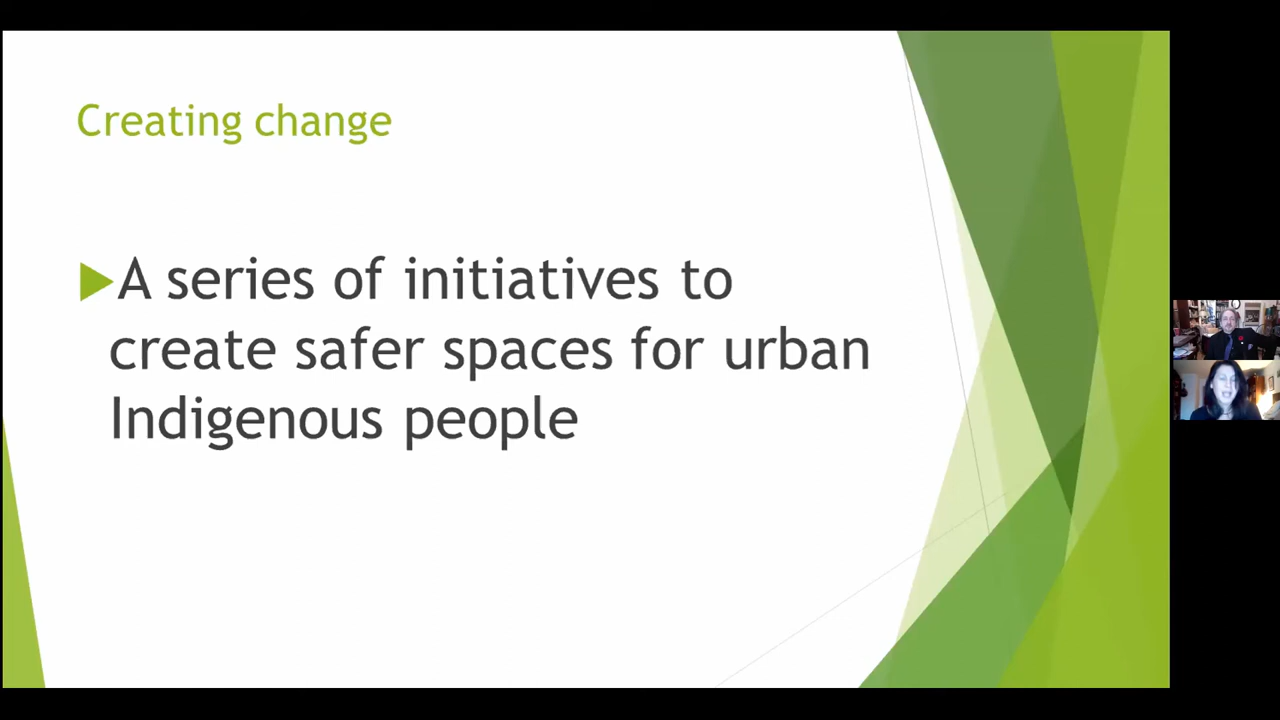 Creating change
A series of initiatives to
create safer spaces for urban
Indigenous people